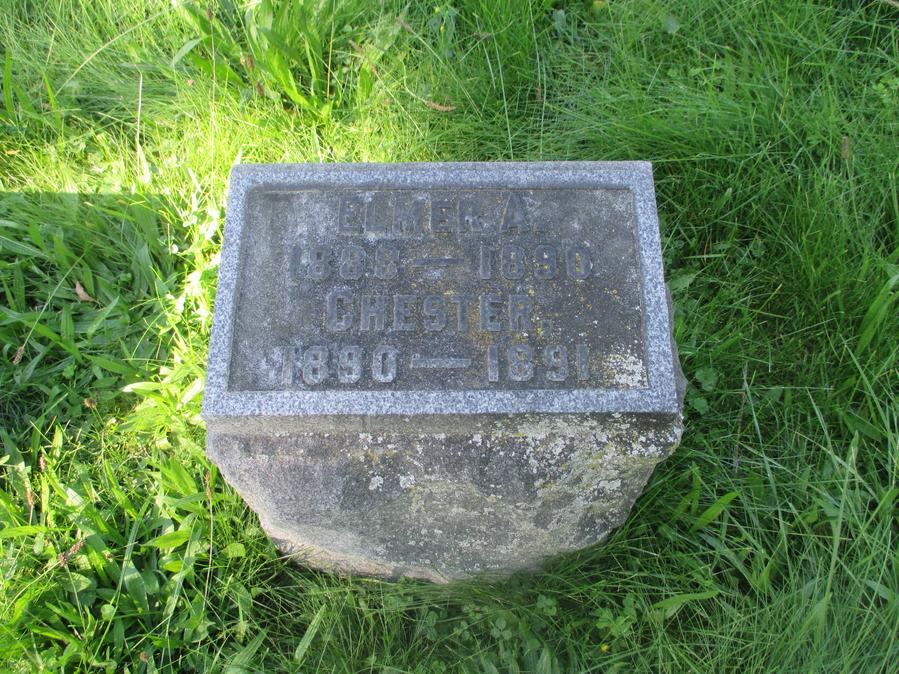 ELMER A.
1888 — 1890
CHESTER.
1890 — 1891